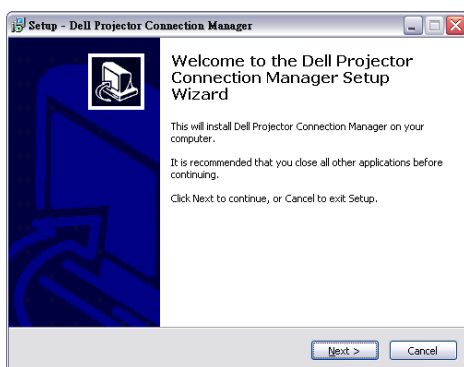 Setup - Dell Projector Connection Manager
Welcome to the Dell Projector
Connection Manager Setup
Wizard
This will install Dell Projector Connection Manager on your
computer.
It is recommended that you close all other applications before
continuing.
Click Next to continue, or Cancel to exit Setup.
Next >
Cancel